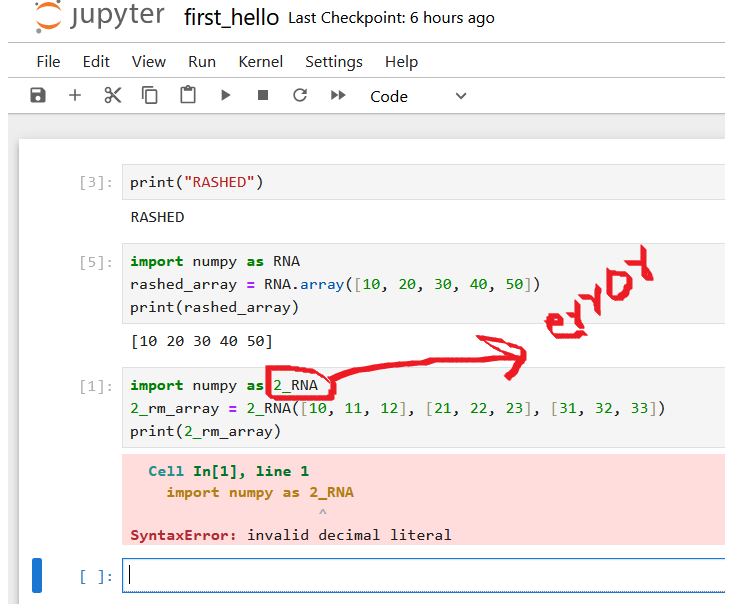 jupyter first_hello Last Checkpoint: 6 hours ago
File Edit View Run Kernel Settings Help
Code
[3]: print("RASHED")
RASHED
[5]: import numpy as RNA
rashed_array = RNA.array([10, 20, 30, 40, 50])
print(rashed_array)
error
[10 20 30 40 50]
[1]: import numpy as 2_RNA
2_rm_array = 2_RNA([10, 11, 12], [21, 22, 23], [31, 32, 33])
print(2_rm_array)
Cell In[1], line 1
import numpy as 2_RNA
^
SyntaxError: invalid decimal literal
[ ]: